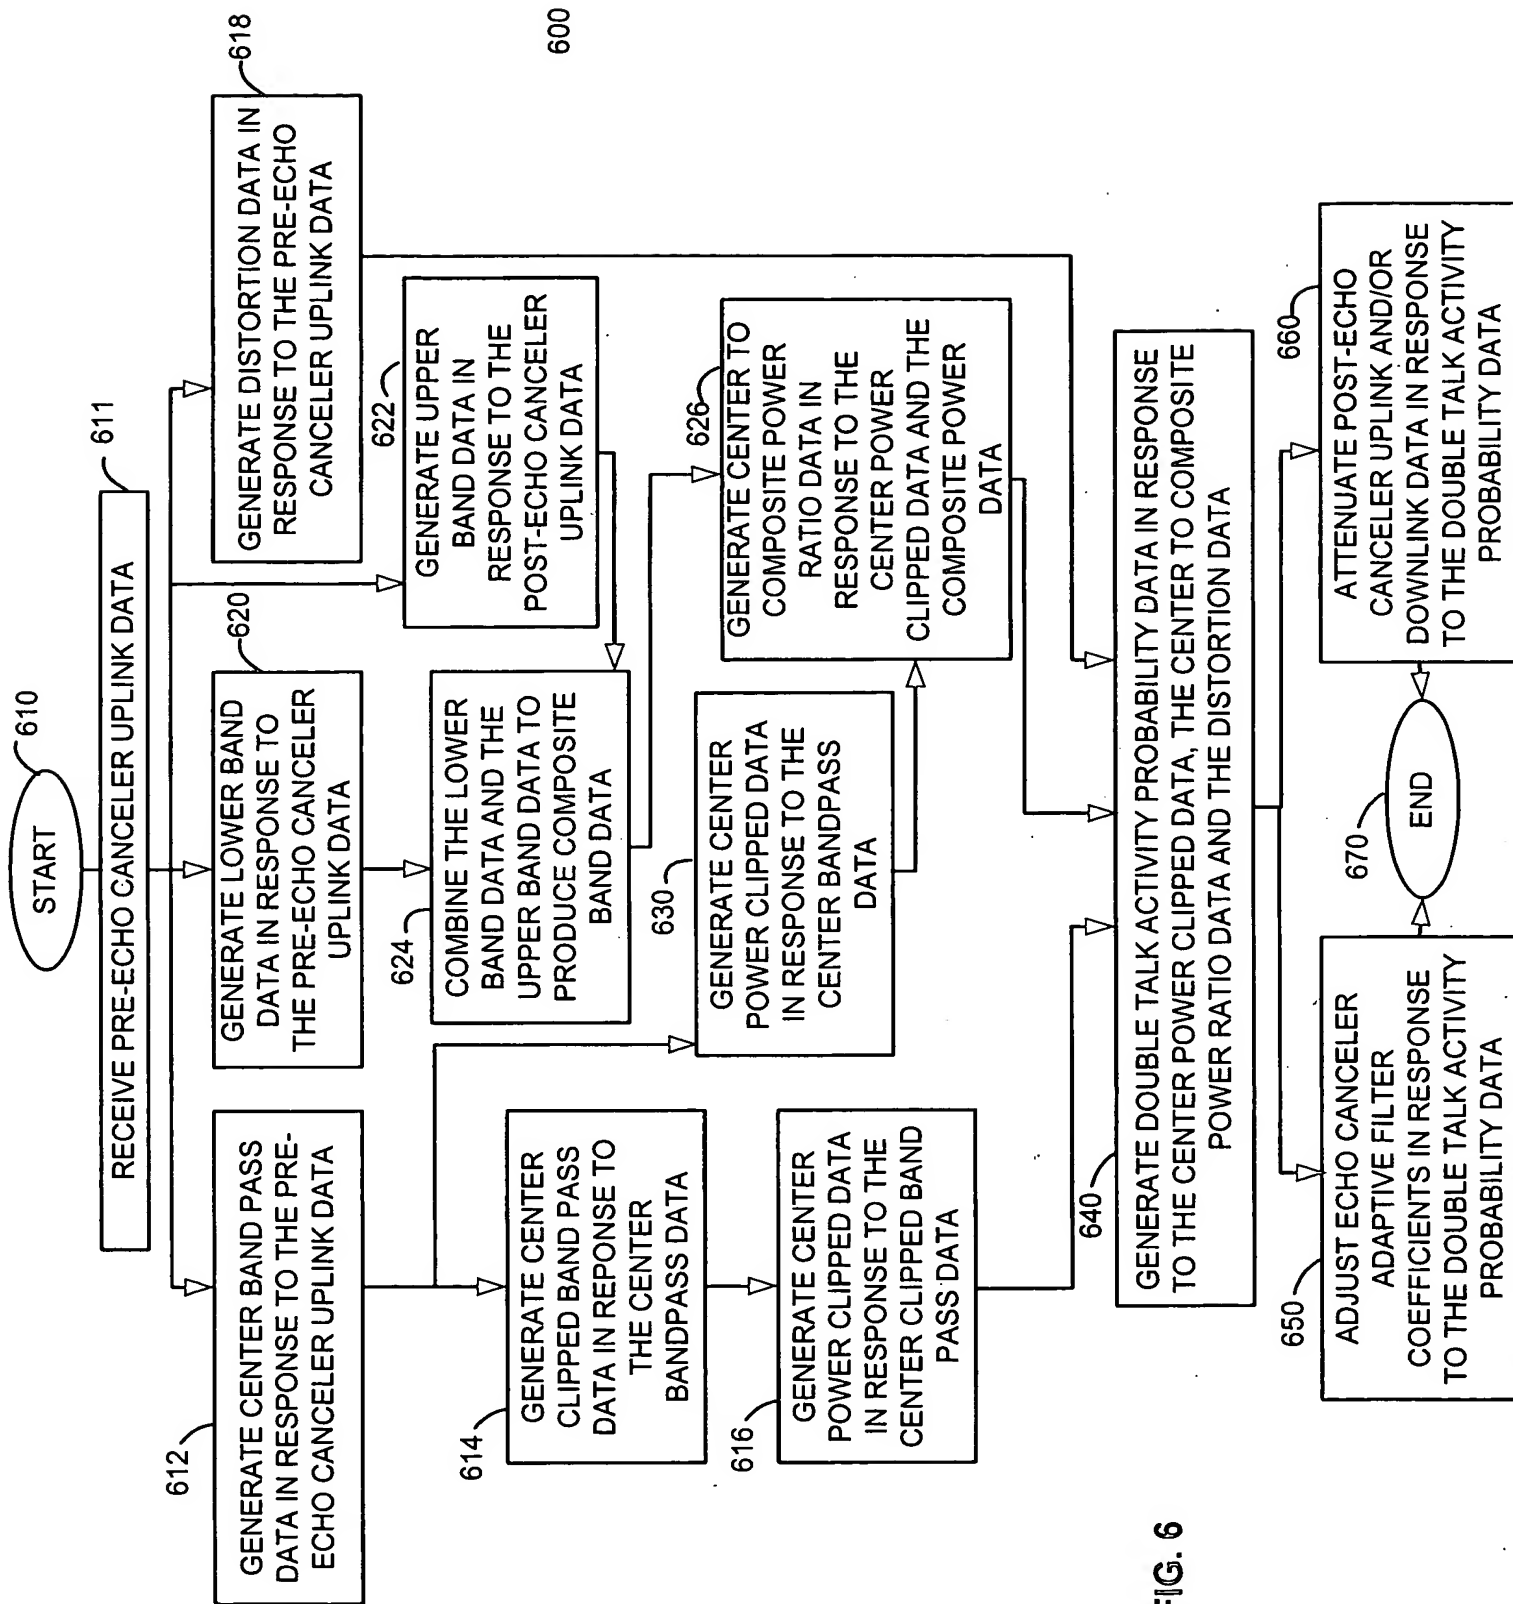 START
610
RECEIVE PRE-ECHO CANCELER UPLINK DATA
611
612
GENERATE CENTER BAND PASS
DATA IN RESPONSE TO THE PRE-
ECHO CANCELER UPLINK DATA
GENERATE LOWER BAND
DATA IN RESPONSE TO
THE PRE-ECHO CANCELER
UPLINK DATA
620
GENERATE DISTORTION DATA IN
RESPONSE TO THE PRE-ECHO
CANCELER UPLINK DATA
618
600
622
GENERATE UPPER
BAND DATA IN
RESPONSE TO THE
POST-ECHO CANCELER
UPLINK DATA
624
COMBINE THE LOWER
BAND DATA AND THE
UPPER BAND DATA TO
PRODUCE COMPOSITE
BAND DATA
614
GENERATE CENTER
CLIPPED BAND PASS
DATA IN REPONSE TO
THE CENTER
BANDPASS DATA
630
GENERATE CENTER
POWER CLIPPED DATA
IN RESPONSE TO THE
CENTER BANDPASS
DATA
626
GENERATE CENTER TO
COMPOSITE POWER
RATIO DATA IN
RESPONSE TO THE
CENTER POWER
CLIPPED DATA AND THE
COMPOSITE POWER
DATA
616
GENERATE CENTER
POWER CLIPPED DATA
IN RESPONSE TO THE
CENTER CLIPPED BAND
PASS DATA
640
GENERATE DOUBLE TALK ACTIVITY PROBABILITY DATA IN RESPONSE
TO THE CENTER POWER CLIPPED DATA, THE CENTER TO COMPOSITE
POWER RATIO DATA AND THE DISTORTION DATA
650
ADJUST ECHO CANCELER
ADAPTIVE FILTER
COEFFICIENTS IN RESPONSE
TO THE DOUBLE TALK ACTIVITY
PROBABILITY DATA
670
END
660
ATTENUATE POST-ECHO
CANCELER UPLINK AND/OR
DOWNLINK DATA IN RESPONSE
TO THE DOUBLE TALK ACTIVITY
PROBABILITY DATA
FIG. 6